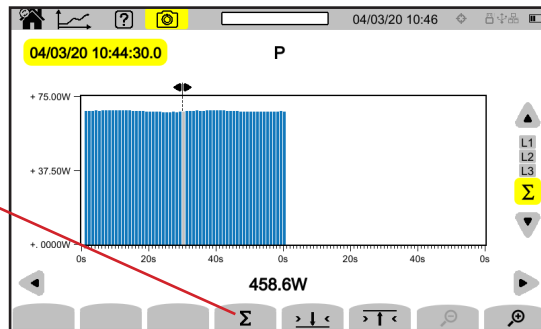 ?
04/03/20 10:46
04/03/20 10:44:30.0
P
+ 75.00W
+ 37.50W
+. 0000W
0s 20s 40s 0s 20s 40s 0s
L1
L2
L3
Σ
458.6W
Σ